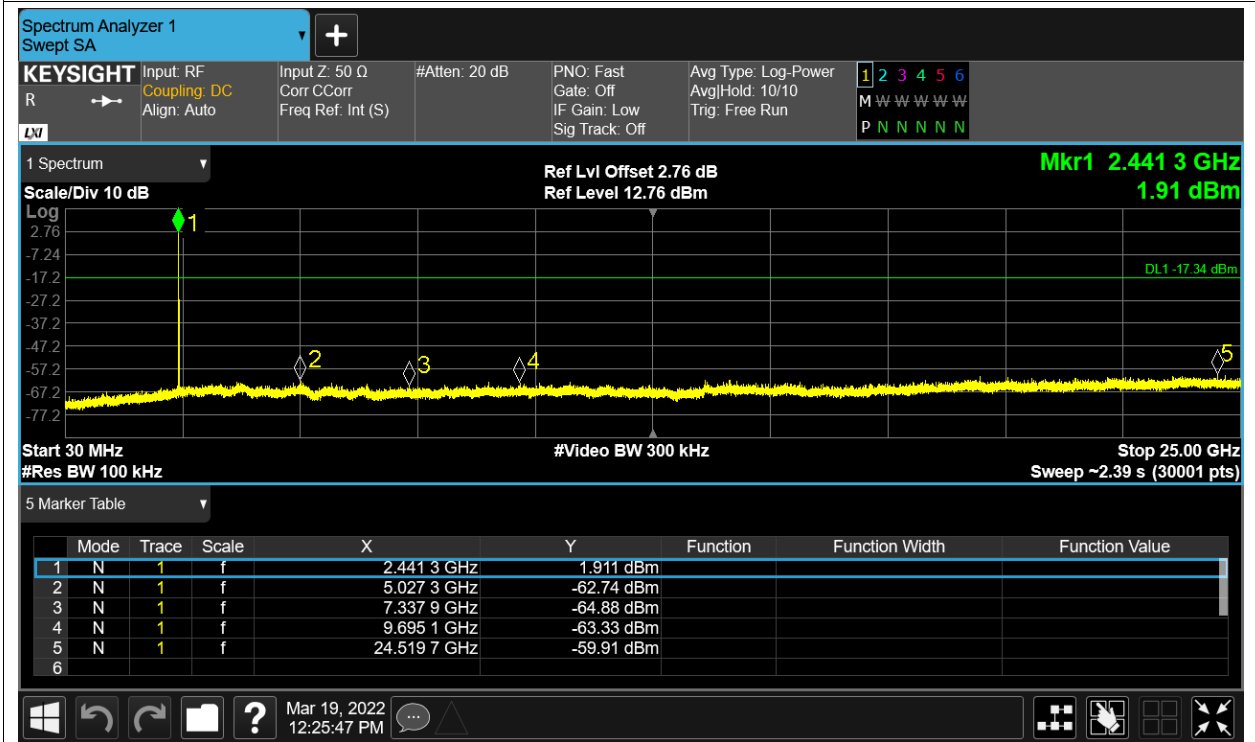 Spectrum Analyzer 1
Swept SA
+
KEYSIGHT Input: RF Input Z: 50 Ω #Atten: 20 dB PNO: Fast Avg Type: Log-Power 1 2 3 4 5 6
R Coupling: DC Corr CCorr Gate: Off Avg|Hold: 10/10 M W W W W W
Align: Auto Freq Ref: Int (S) IF Gain: Low Trig: Free Run
LXI Sig Track: Off P N N N N N
1 Spectrum Ref Lvl Offset 2.76 dB Mkr1 2.441 3 GHz
Scale/Div 10 dB Ref Level 12.76 dBm 1.91 dBm
Log
1
2.76
-7.24
DL1 -17.34 dBm
-17.2
-27.2
-37.2
-47.2
2 3 4 5
-57.2
-67.2
-77.2
Start 30 MHz #Video BW 300 kHz Stop 25.00 GHz
#Res BW 100 kHz Sweep ~2.39 s (30001 pts)
5 Marker Table
Mode Trace Scale X Y Function Function Width Function Value
1 N 1 f 2.441 3 GHz 1.911 dBm
2 N 1 f 5.027 3 GHz -62.74 dBm
3 N 1 f 7.337 9 GHz -64.88 dBm
4 N 1 f 9.695 1 GHz -63.33 dBm
5 N 1 f 24.519 7 GHz -59.91 dBm
6
? Mar 19, 2022
12:25:47 PM